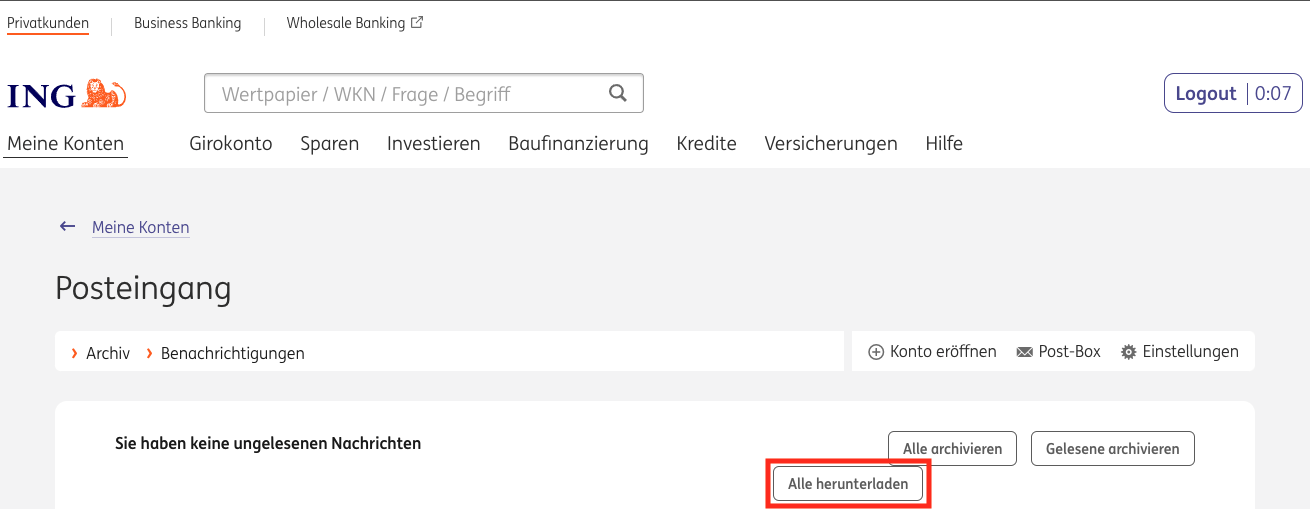 Privatkunden Business Banking Wholesale Banking
ING Wertpapier / WKN / Frage / Begriff Logout 0:07
Meine Konten Girokonto Sparen Investieren Baufinanzierung Kredite Versicherungen Hilfe
Meine Konten
Posteingang
Archiv Benachrichtigungen Konto eröffnen Post-Box Einstellungen
Sie haben keine ungelesenen Nachrichten Alle archivieren Gelesene archivieren
Alle herunterladen